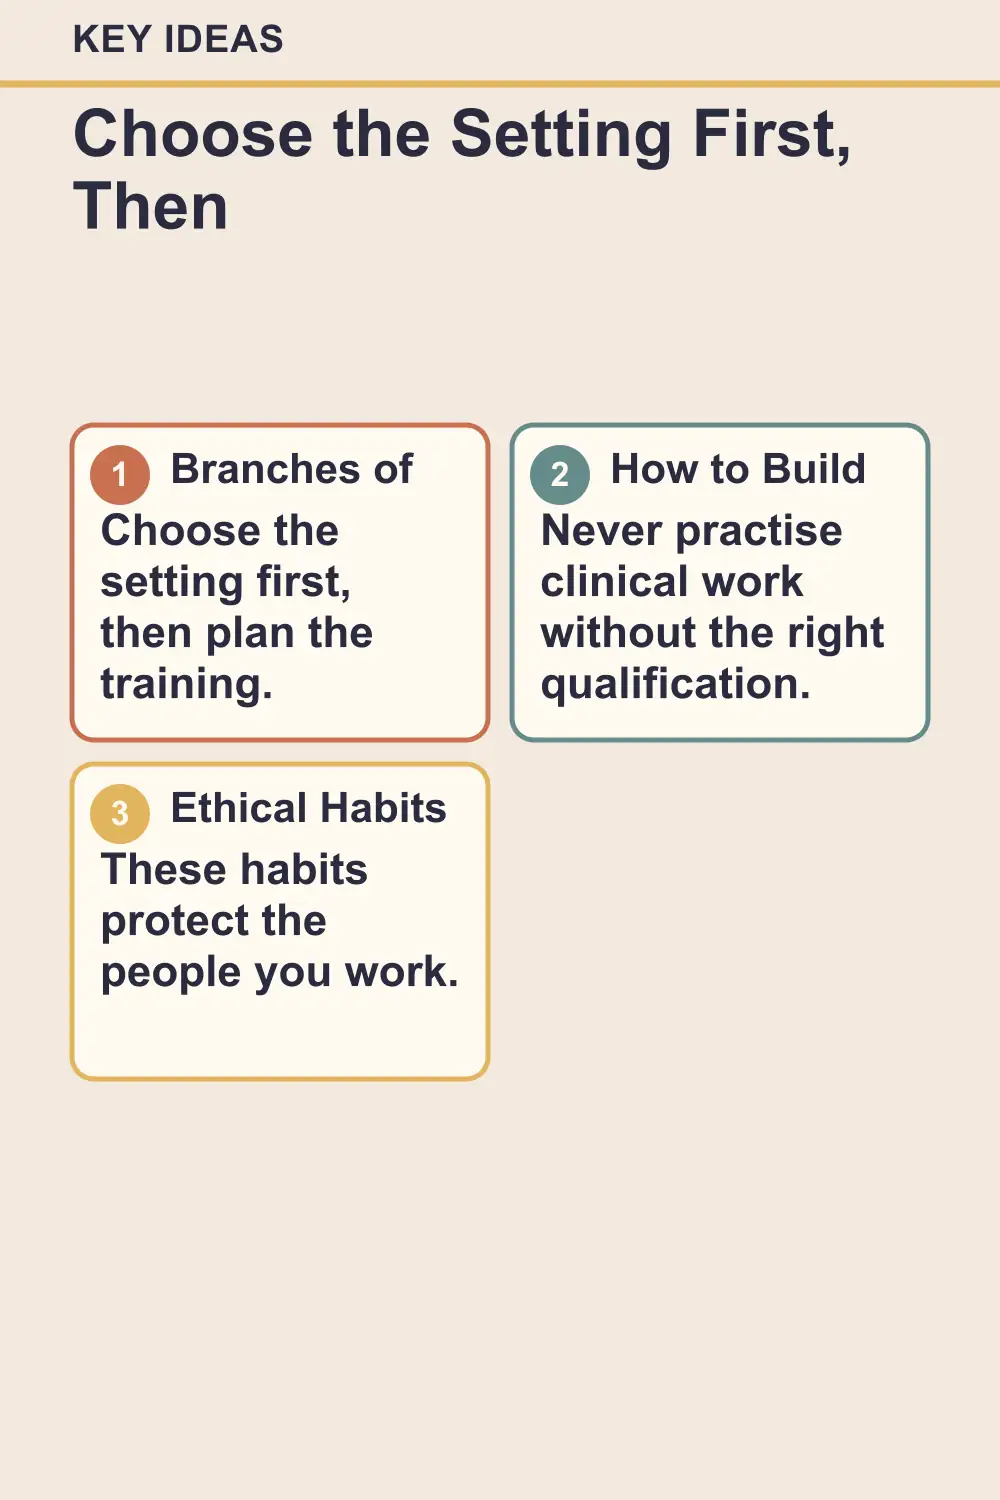 KEY IDEAS
Choose the Setting First,
Then
1 Branches of
Choose the
setting first,
then plan the
training.
2 How to Build
Never practise
clinical work
without the right
qualification.
3 Ethical Habits
These habits
protect the
people you work.